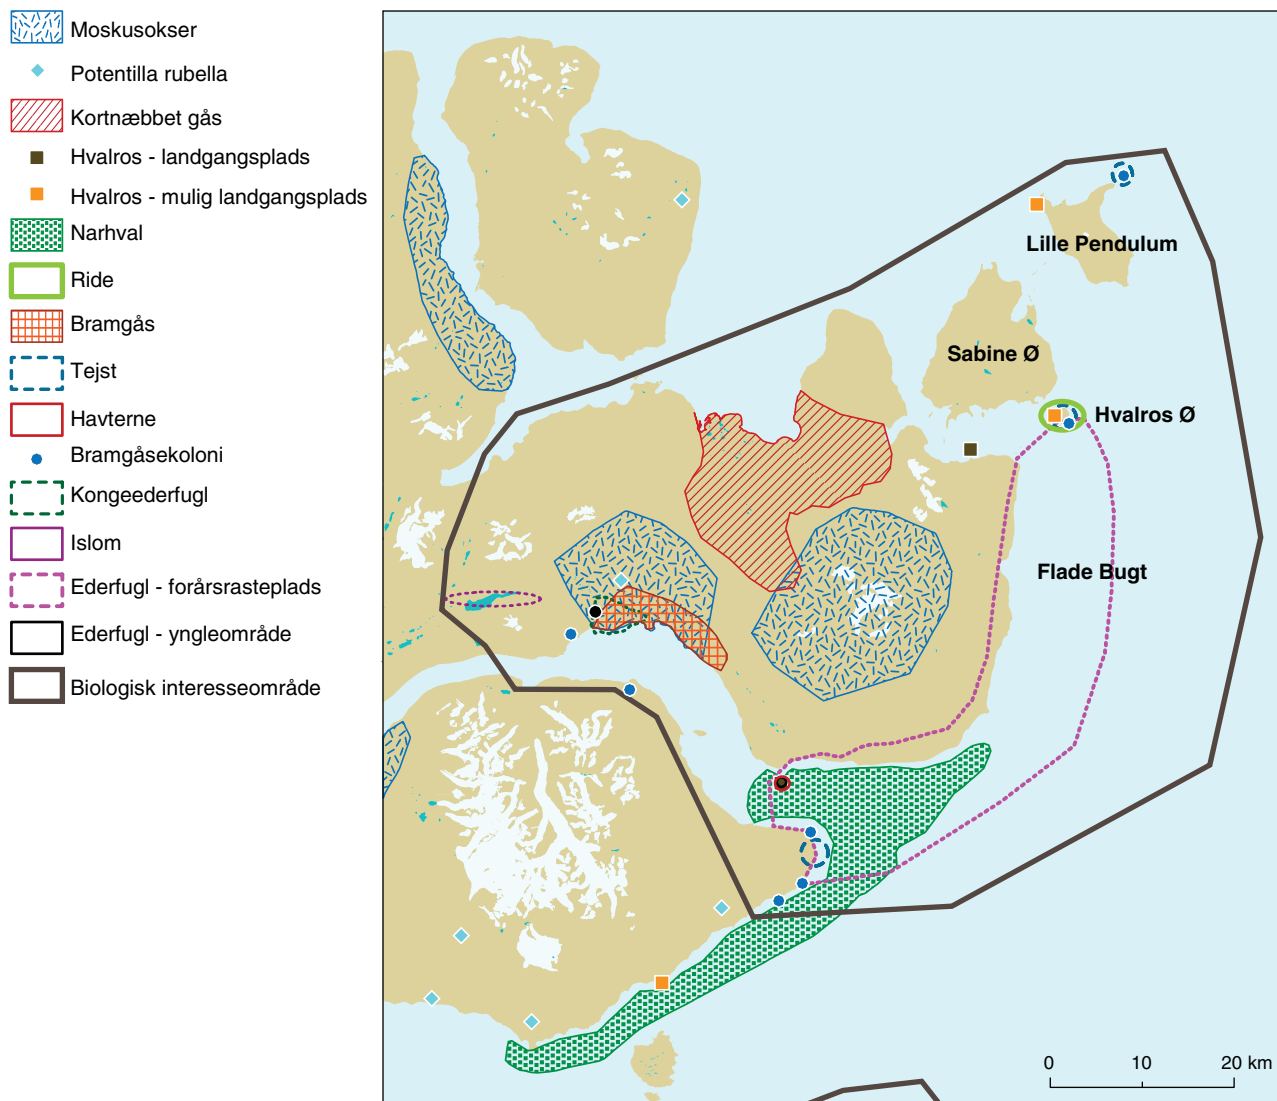 Moskusokser
Potentilla rubella
Kortnæbbet gås
Hvalros - landgangsplads
Hvalros - mulig landgangsplads
Narhval
Ride
Bramgås
Tejst
Havterne
Bramgåsekoloni
Kongeederfugl
Islom
Ederfugl - forårsrasteplads
Ederfugl - yngleområde
Biologisk interesseområde
Lille Pendulum
Sabine Ø
Hvalros Ø
Flade Bugt
0 10 20 km